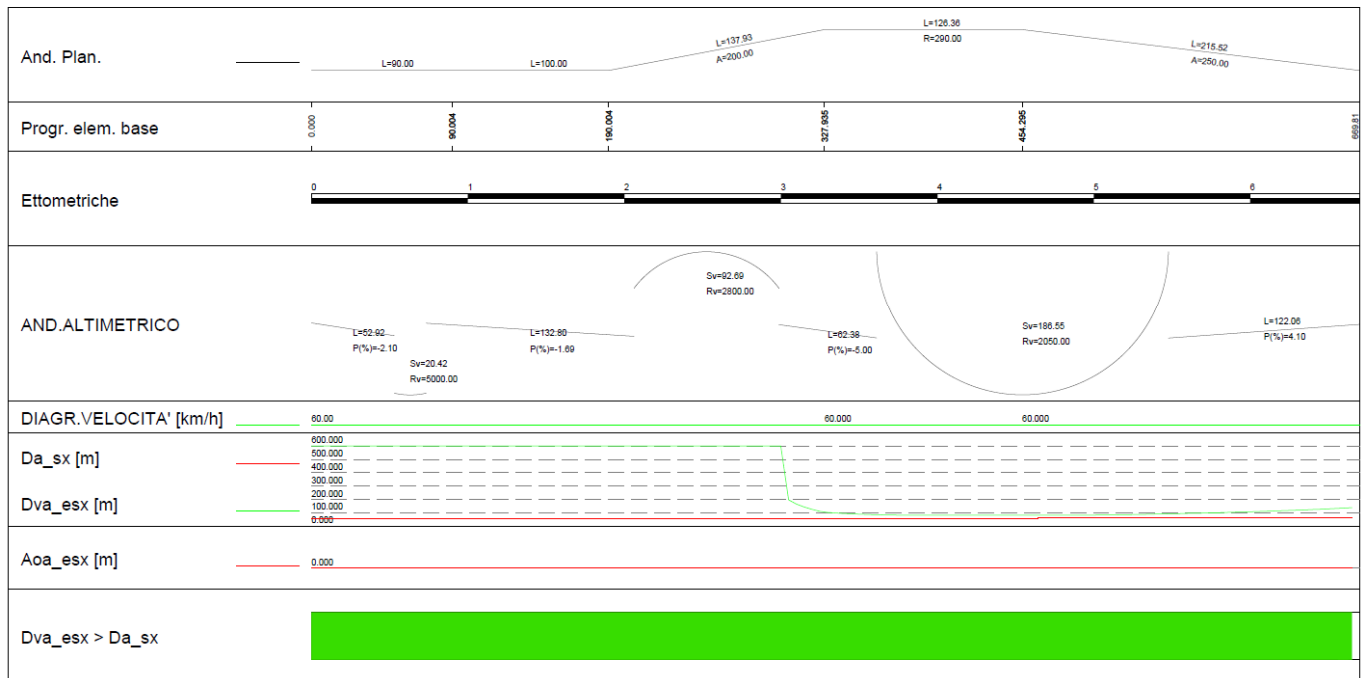 And. Plan.
L=90.00
L=100.00
L=137.93
A=200.00
L=126.36
R=290.00
L=215.52
A=250.00
Progr. elem. base
0.000
90.004
190.004
327.935
454.295
669.81
Ettometriche
0 1 2 3 4 5 6
AND.ALTIMETRICO
L=52.92
P(%)=-2.10
Sv=20.42
Rv=5000.00
L=132.80
P(%)=-1.69
Sv=92.69
Rv=2800.00
L=62.38
P(%)=-5.00
Sv=186.55
Rv=2050.00
L=122.06
P(%)=4.10
DIAGR.VELOCITA' [km/h]
60.00 60.000 60.000
Da_sx [m]
Dva_esx [m]
600.000
500.000
400.000
300.000
200.000
100.000
0.000
Aoa_esx [m]
0.000
Dva_esx > Da_sx